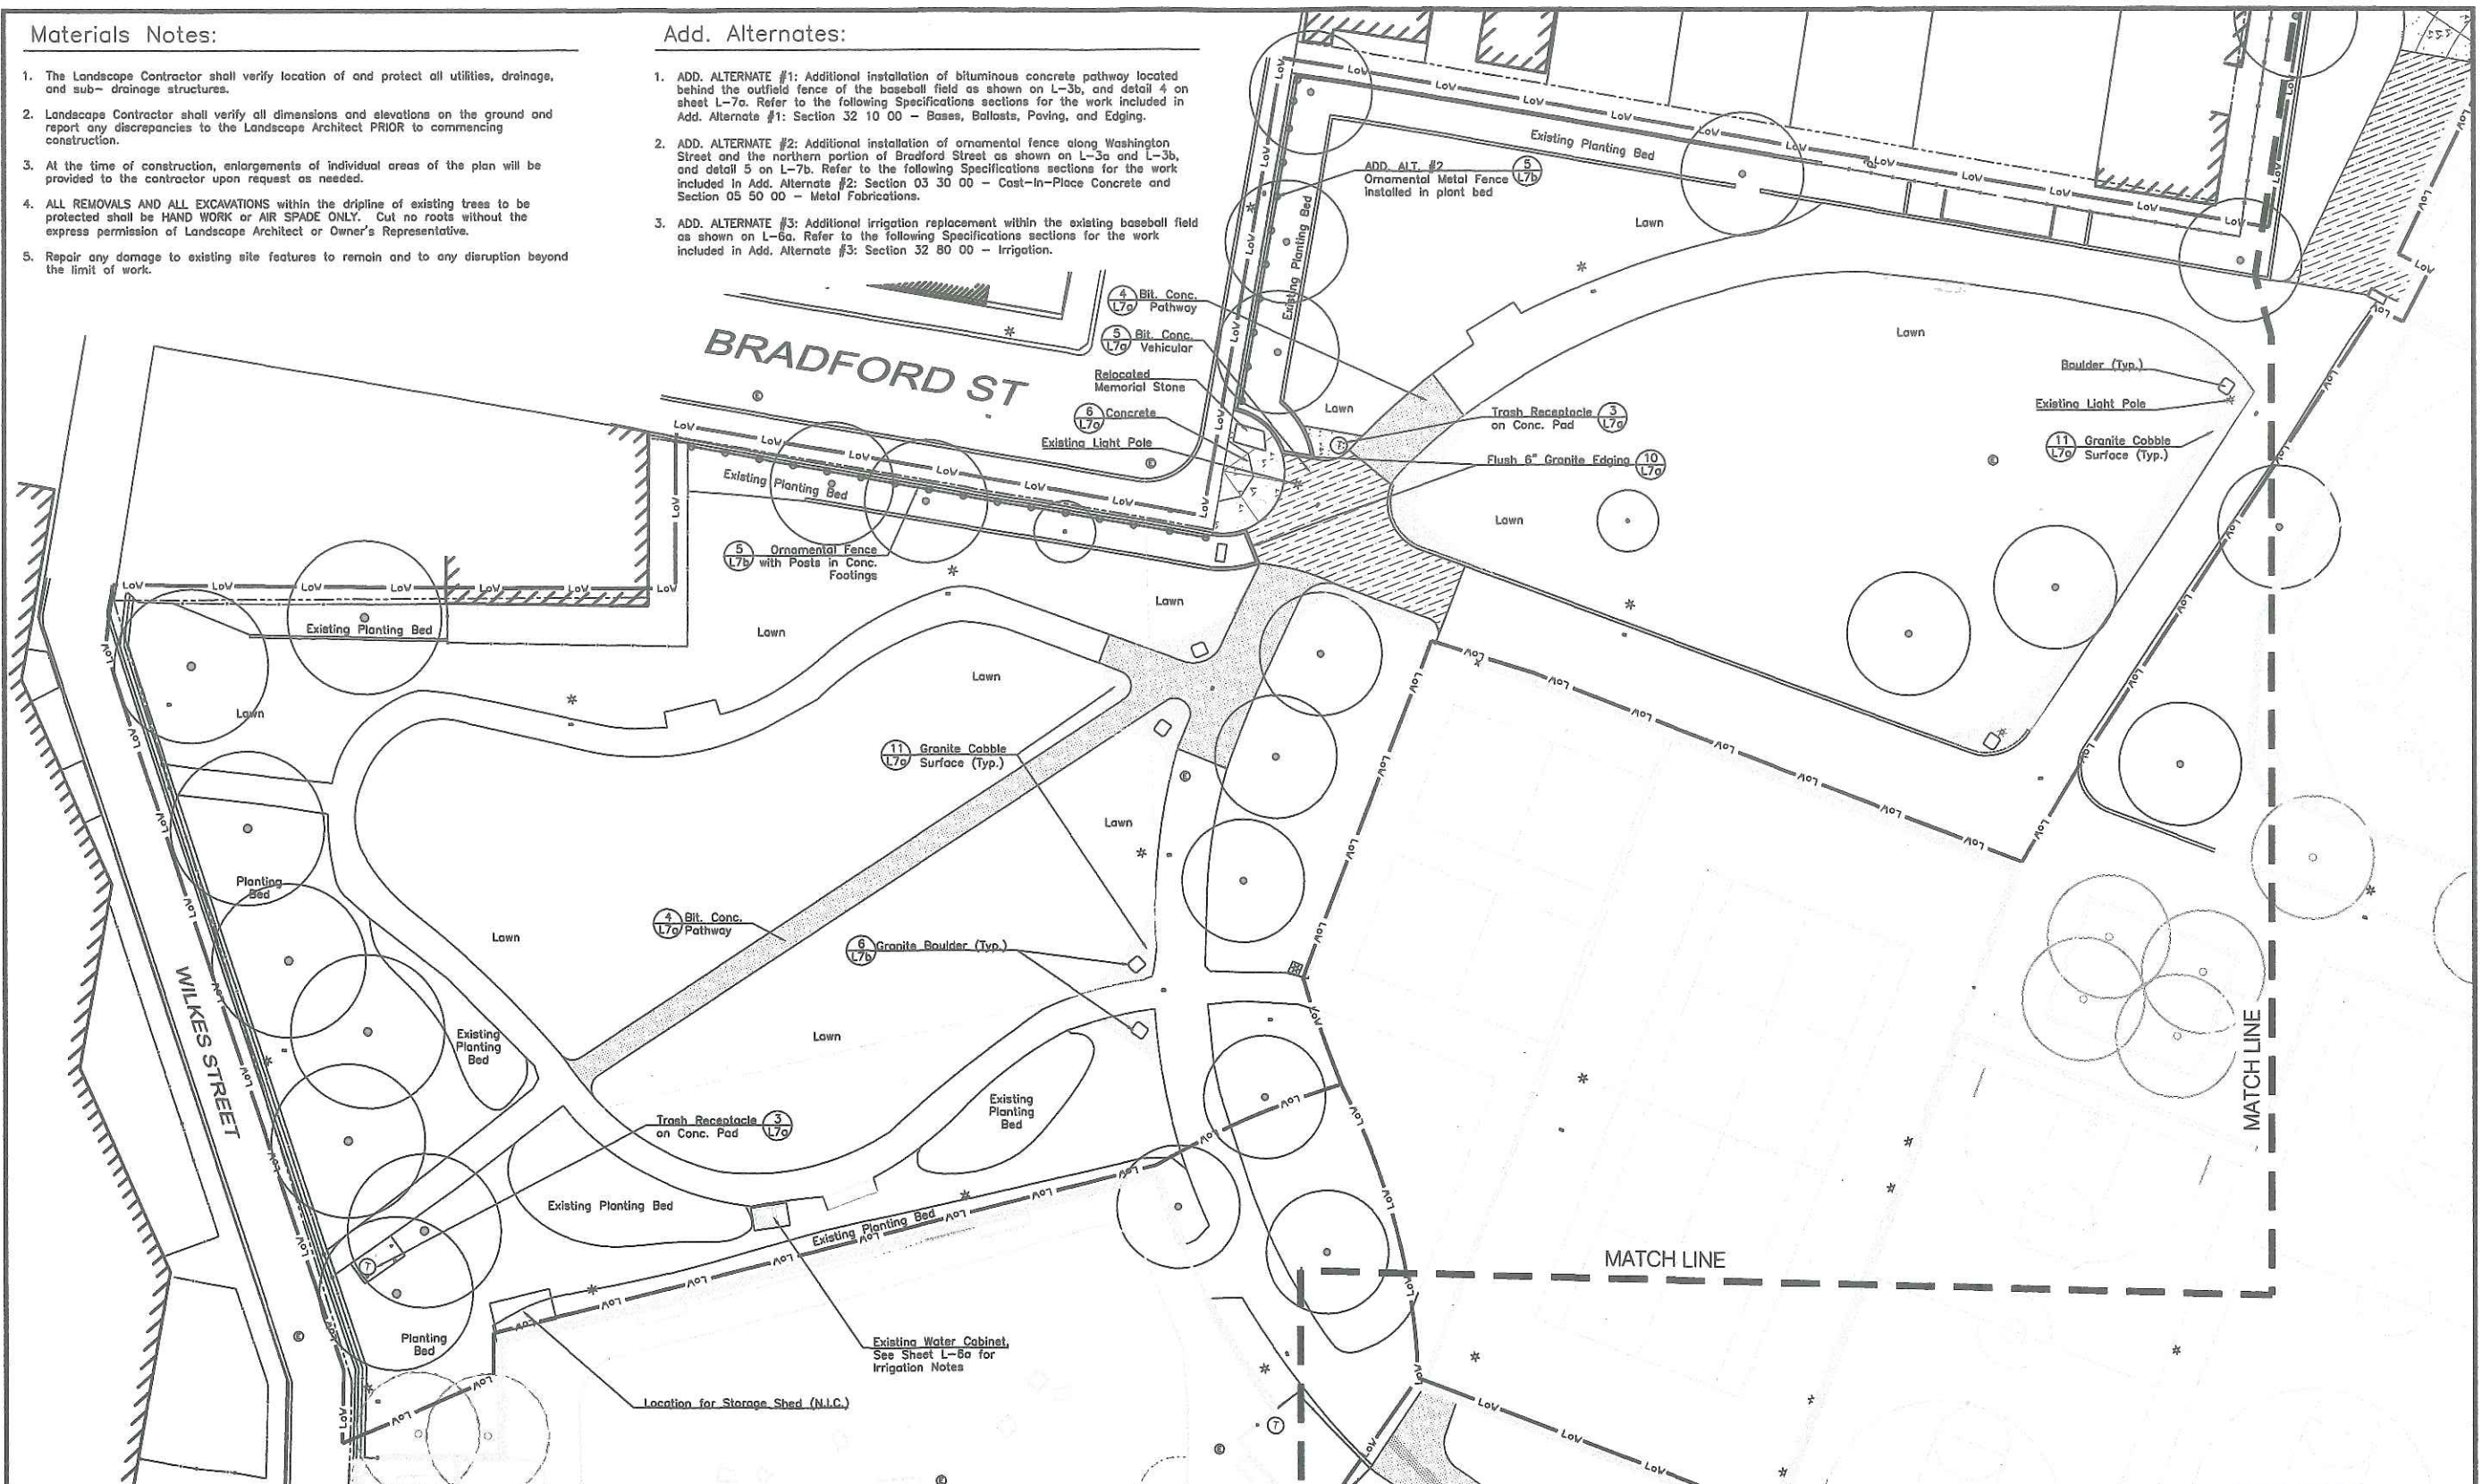 Materials Notes:
1. The Landscape Contractor shall verify location of and protect all utilities, drainage,
and sub- drainage structures.
2. Landscape Contractor shall verify all dimensions and elevations on the ground and
report any discrepancies to the Landscape Architect PRIOR to commencing
construction.
3. At the time of construction, enlargements of individual areas of the plan will be
provided to the contractor upon request as needed.
4. ALL REMOVALS AND ALL EXCAVATIONS within the dripline of existing trees to be
protected shall be HAND WORK or AIR SPADE ONLY. Cut no roots without the
express permission of Landscape Architect or Owner's Representative.
5. Repair any damage to existing site features to remain and to any disruption beyond
the limit of work.
Add. Alternates:
1. ADD. ALTERNATE #1: Additional installation of bituminous concrete pathway located
behind the outfield fence of the baseball field as shown on L-3b, and detail 4 on
sheet L-7a. Refer to the following Specifications sections for the work included in
Add. Alternate #1: Section 32 10 00 - Bases, Ballasts, Paving, and Edging.
2. ADD. ALTERNATE #2: Additional installation of ornamental fence along Washington
Street and the northern portion of Bradford Street as shown on L-3a and L-3b,
and detail 5 on L-7b. Refer to the following Specifications sections for the work
included in Add. Alternate #2: Section 03 30 00 - Cast-In-Place Concrete and
Section 05 50 00 - Metal Fabrications.
3. ADD. ALTERNATE #3: Additional irrigation replacement within the existing baseball field
as shown on L-6a. Refer to the following Specifications sections for the work
included in Add. Alternate #3: Section 32 80 00 - Irrigation.
Existing Planting Bed
ADD. ALT. #2
Ornamental Metal Fence
installed in plant bed
5
L7b
Lawn
Existing Planting Bed
4
L7a
Bit. Conc.
Pathway
5
L7a
Bit. Conc.
Vehicular
Relocated
Memorial Stone
6
L7a
Concrete
Existing Light Pole
BRADFORD ST
Lawn
Boulder (Typ.)
Existing Light Pole
11
L7a
Granite Cobble
Surface (Typ.)
Lawn
Trash Receptacle
on Conc. Pad
3
L7a
Flush 6" Granite Edging
10
L7a
Lawn
Existing Planting Bed
5
L7b
Ornamental Fence
with Posts in Conc.
Footings
Lawn
Lawn
Existing Planting Bed
Lawn
Lawn
11
L7a
Granite Cobble
Surface (Typ.)
Lawn
Planting
Bed
Lawn
4
L7a
Bit. Conc.
Pathway
6
L7b
Granite Boulder (Typ.)
WILKES STREET
Existing
Planting
Bed
Lawn
Existing
Planting
Bed
Trash Receptacle
on Conc. Pad
3
L7a
Existing Planting Bed
Existing Planting Bed
T
Planting
Bed
Existing Water Cabinet,
See Sheet L-6a for
Irrigation Notes
Location for Storage Shed (N.I.C.)
MATCH LINE
MATCH LINE
T
LoW
LoW
LoW
LoW